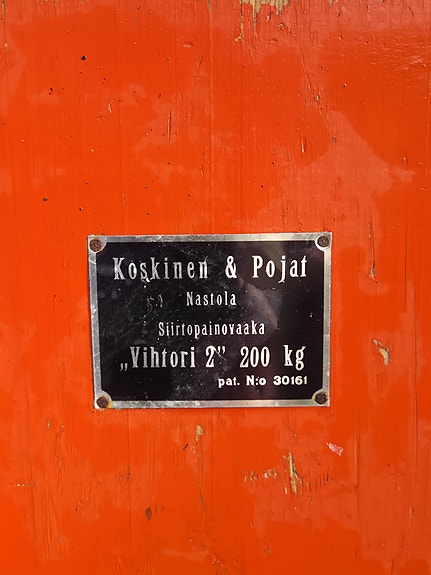 Koskinen & Pojat
Nastola
Siirtopainovaaka
„Vihtori 2” 200 kg
pat. N:o 30161